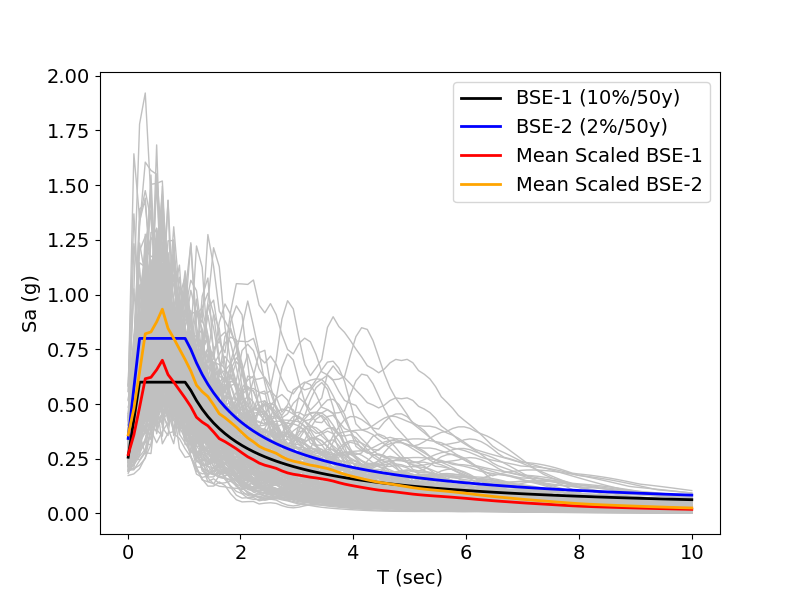 2.00
1.75
1.50
1.25
1.00
0.75
0.50
0.25
0.00
Sa (g)
0
2
4
6
8
10
T (sec)
BSE-1 (10%/50y)
BSE-2 (2%/50y)
Mean Scaled BSE-1
Mean Scaled BSE-2